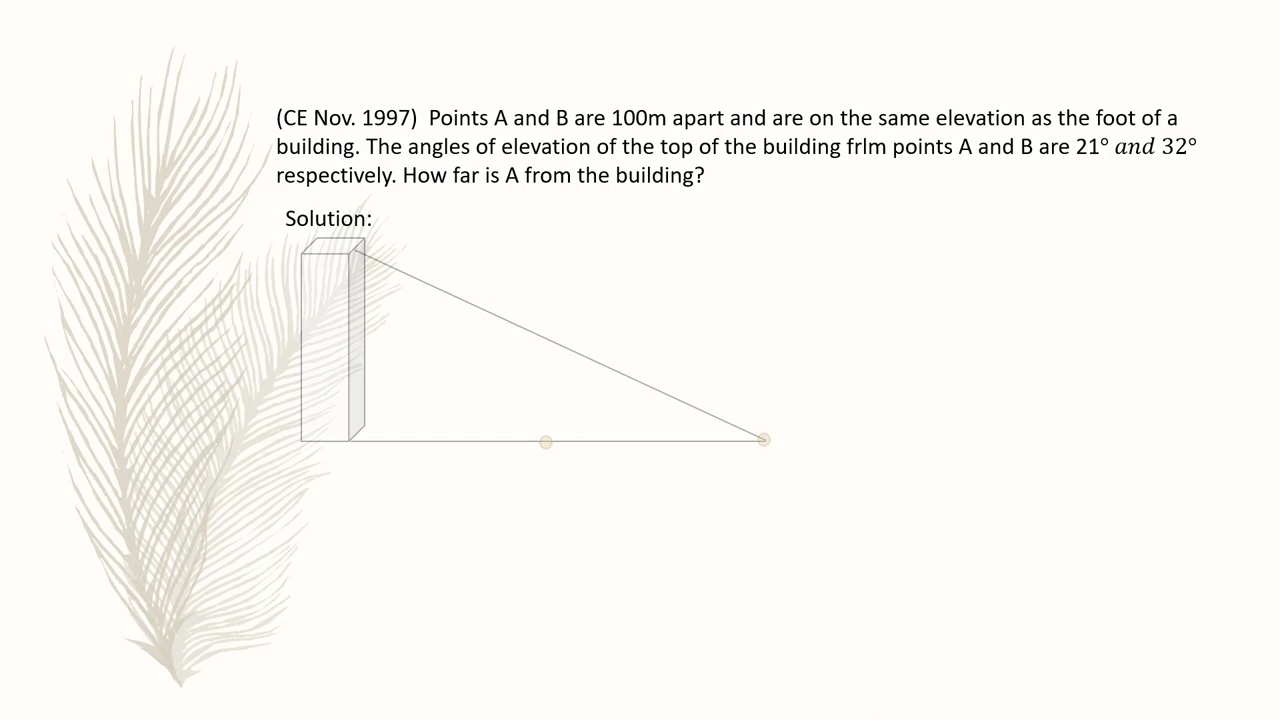 (CE Nov. 1997)  Points A and B are 100m apart and are on the same elevation as the foot of a
building. The angles of elevation of the top of the building frlm points A and B are 21° and 32°
respectively. How far is A from the building?
Solution: